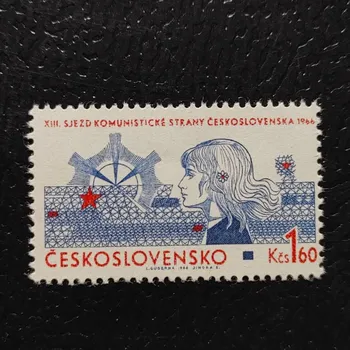 XIII. SJEZD KOMUNISTICKÉ STRANY ČESKOSLOVENSKA 1966
ČESKOSLOVENSKO
Kčs 1.60